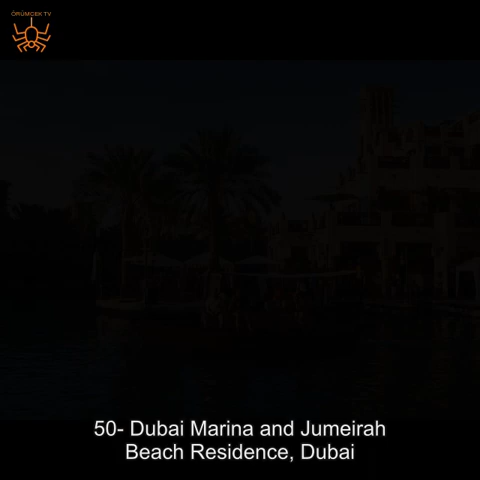 ÖRÜMCEK TV
50- Dubai Marina and Jumeirah
Beach Residence, Dubai